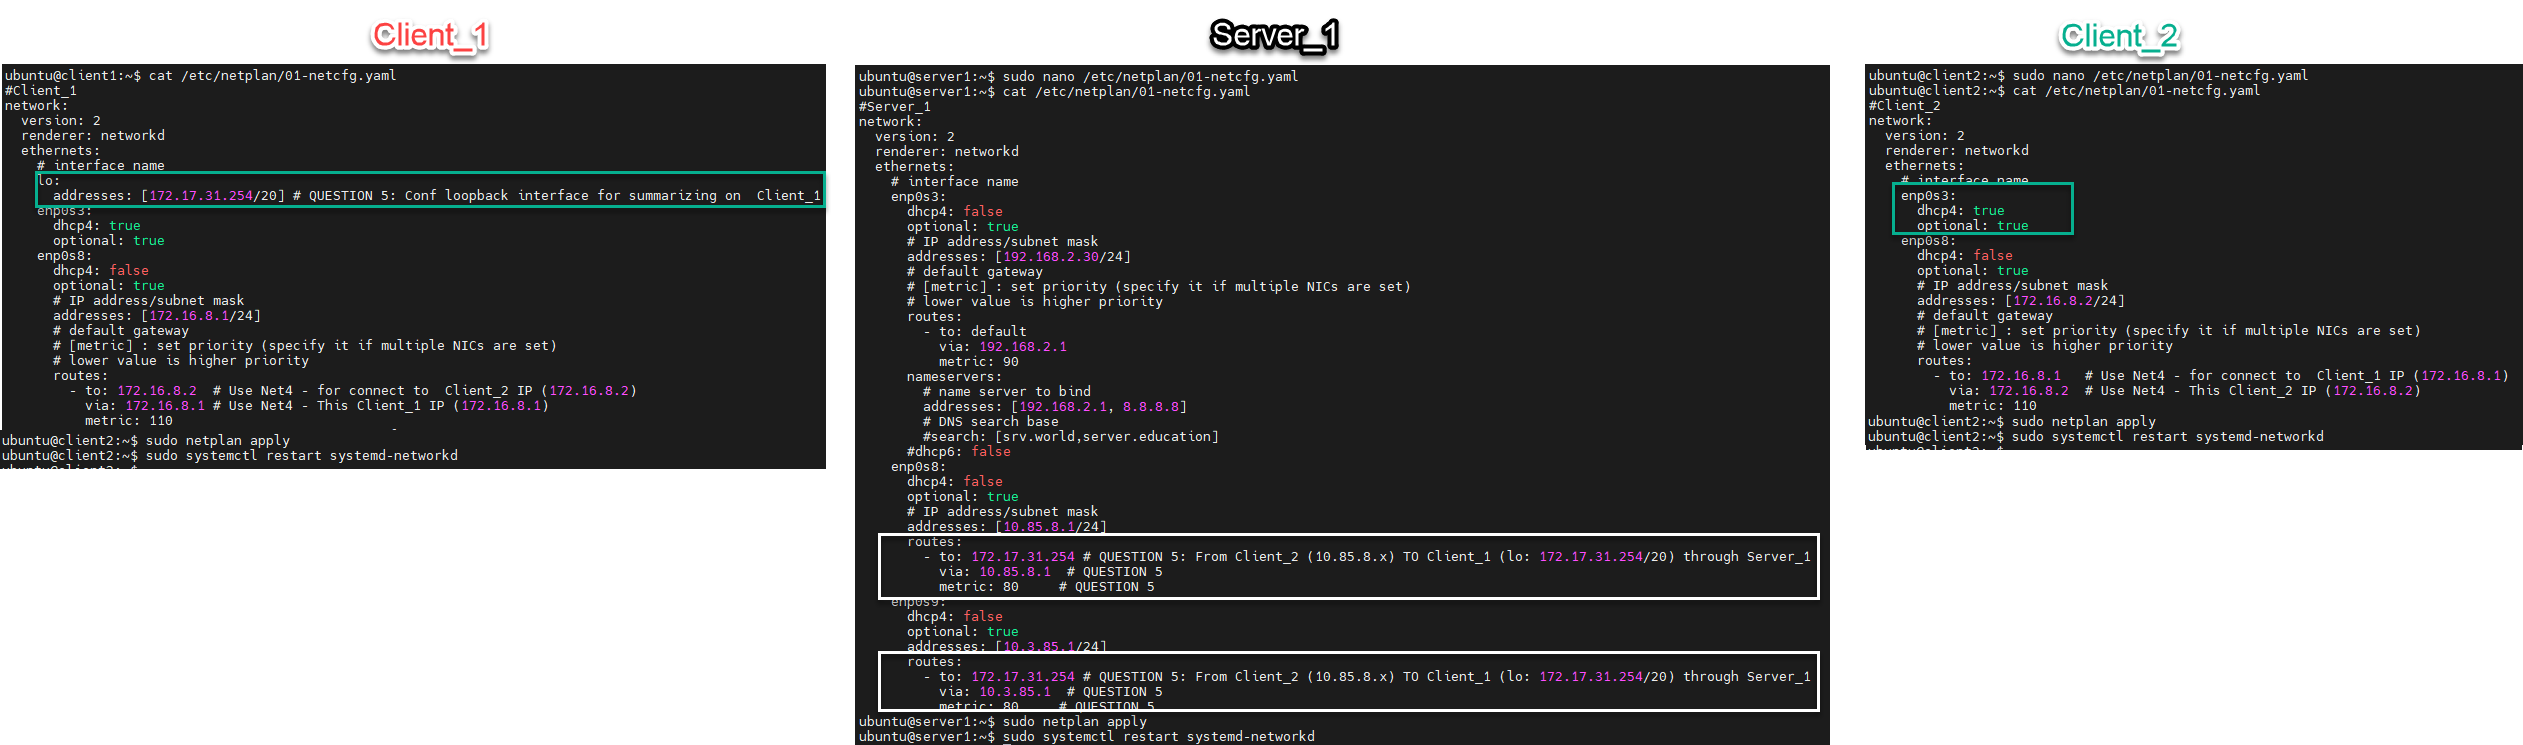 Client_1
ubuntu@client1:~$ cat /etc/netplan/01-netcfg.yaml
#Client_1
network:
  version: 2
  renderer: networkd
  ethernets:
    # interface name
    lo:
      addresses: [172.17.31.254/20] # QUESTION 5: Conf loopback interface for summarizing on  Client_1
    enp0s3:
      dhcp4: true
      optional: true
    enp0s8:
      dhcp4: false
      optional: true
      # IP address/subnet mask
      addresses: [172.16.8.1/24]
      # default gateway
      # [metric] : set priority (specify it if multiple NICs are set)
      # lower value is higher priority
      routes:
        - to: 172.16.8.2  # Use Net4 - for connect to  Client_2 IP (172.16.8.2)
          via: 172.16.8.1 # Use Net4 - This Client_1 IP (172.16.8.1)
          metric: 110
ubuntu@client2:~$ sudo netplan apply
ubuntu@client2:~$ sudo systemctl restart systemd-networkd
ubuntu@client2:~$
Server_1
ubuntu@server1:~$ sudo nano /etc/netplan/01-netcfg.yaml
ubuntu@server1:~$ cat /etc/netplan/01-netcfg.yaml
#Server_1
network:
  version: 2
  renderer: networkd
  ethernets:
    # interface name
    enp0s3:
      dhcp4: false
      optional: true
      # IP address/subnet mask
      addresses: [192.168.2.30/24]
      # default gateway
      # [metric] : set priority (specify it if multiple NICs are set)
      # lower value is higher priority
      routes:
        - to: default
          via: 192.168.2.1
          metric: 90
      nameservers:
        # name server to bind
        addresses: [192.168.2.1, 8.8.8.8]
        # DNS search base
        #search: [srv.world,server.education]
      #dhcp6: false
    enp0s8:
      dhcp4: false
      optional: true
      # IP address/subnet mask
      addresses: [10.85.8.1/24]
      routes:
        - to: 172.17.31.254 # QUESTION 5: From Client_2 (10.85.8.x) TO Client_1 (lo: 172.17.31.254/20) through Server_1
          via: 10.85.8.1  # QUESTION 5
          metric: 80     # QUESTION 5
    enp0s9:
      dhcp4: false
      optional: true
      addresses: [10.3.85.1/24]
      routes:
        - to: 172.17.31.254 # QUESTION 5: From Client_2 (10.85.8.x) TO Client_1 (lo: 172.17.31.254/20) through Server_1
          via: 10.3.85.1  # QUESTION 5
          metric: 80     # QUESTION 5
ubuntu@server1:~$ sudo netplan apply
ubuntu@server1:~$ sudo systemctl restart systemd-networkd
Client_2
ubuntu@client2:~$ sudo nano /etc/netplan/01-netcfg.yaml
ubuntu@client2:~$ cat /etc/netplan/01-netcfg.yaml
#Client_2
network:
  version: 2
  renderer: networkd
  ethernets:
    # interface name
    enp0s3:
      dhcp4: true
      optional: true
    enp0s8:
      dhcp4: false
      optional: true
      # IP address/subnet mask
      addresses: [172.16.8.2/24]
      # default gateway
      # [metric] : set priority (specify it if multiple NICs are set)
      # lower value is higher priority
      routes:
        - to: 172.16.8.1   # Use Net4 - for connect to  Client_1 IP (172.16.8.1)
          via: 172.16.8.2  # Use Net4 - This Client_2 IP (172.16.8.2)
          metric: 110
ubuntu@client2:~$ sudo netplan apply
ubuntu@client2:~$ sudo systemctl restart systemd-networkd